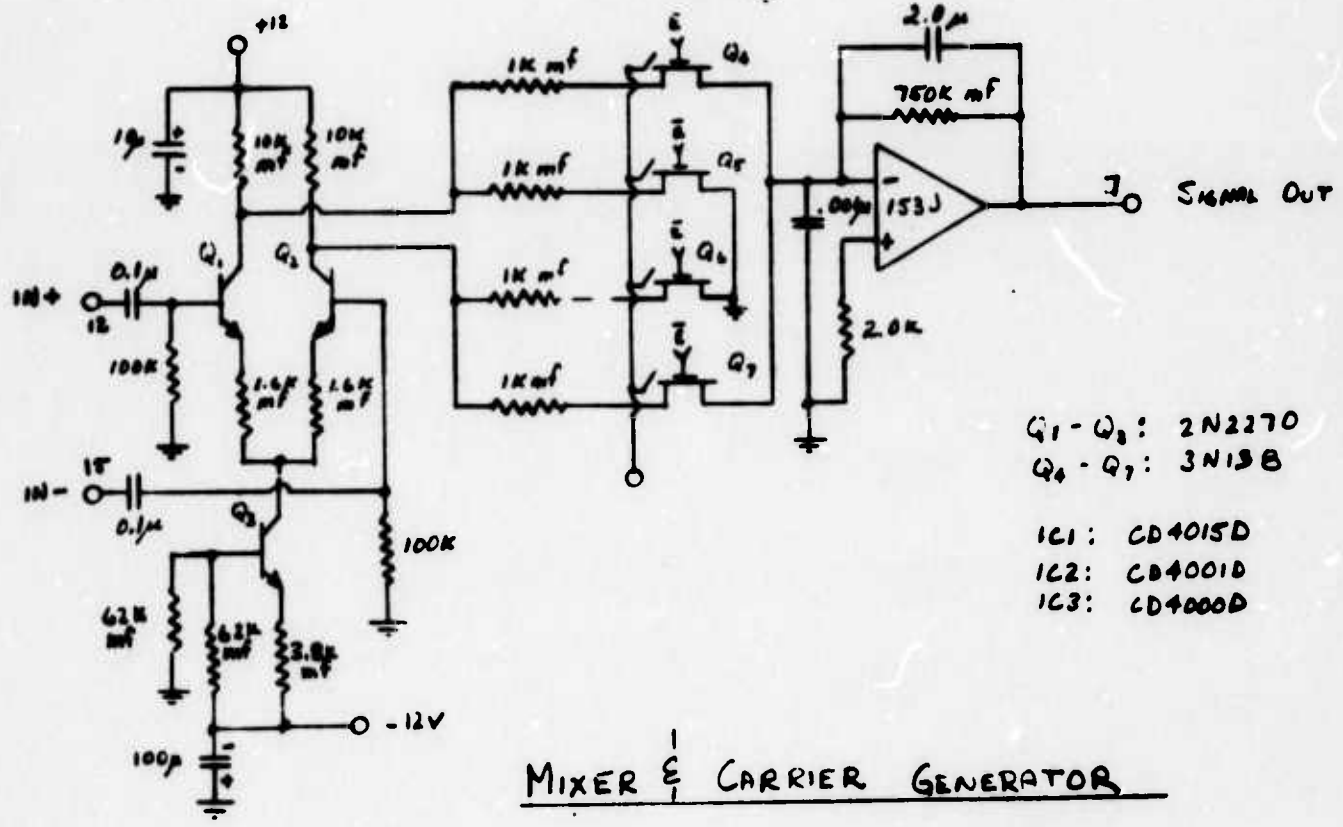 +12
10K mf
10K mf
Q1
Q2
0.1μ
IN+
12
100K
1.6K mf
1.6K mf
15
IN-
0.1μ
Q3
100K
62K mf
3.8K mf
-12V
100μ
1K mf
Q4
1K mf
Q5
1K mf
1K mf
Q7
2.0μ
750K mf
-
153J
+
2.0K
7
SIGNAL OUT
Q1 - Q3: 2N2270
Q4 - Q7: 3N138
IC1: CD4015D
IC2: CD4001D
IC3: CD4000D
MIXER & CARRIER GENERATOR